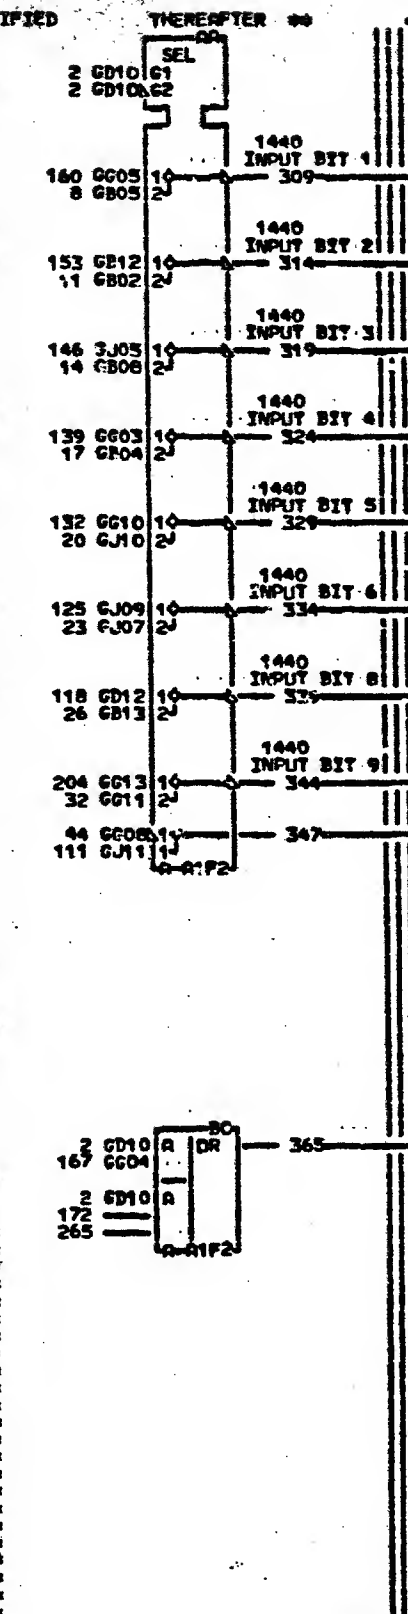 IFIED THEREAFTER **
AA
SEL
2 GD10 G1
2 GD10 G2
1440
INPUT BIT 1
160 GG05 1 309
8 GB05 2
1440
INPUT BIT 2
153 GB12 1 314
11 GB02 2
1440
INPUT BIT 3
146 GJ05 1 319
14 GB08 2
1440
INPUT BIT 4
139 GG03 1 324
17 GB04 2
1440
INPUT BIT 5
132 GG10 1 329
20 GJ10 2
1440
INPUT BIT 6
125 GJ09 1 334
23 GJ07 2
1440
INPUT BIT 8
118 GD12 1 339
26 GB13 2
1440
INPUT BIT 9
204 GG13 1 344
32 GG11 2
44 GG08 1 347
111 GJ11 1
A-A1F2
BC
2 GD10 A OR 365
167 GG04
2 GD10 A
172
265
A-A1F2